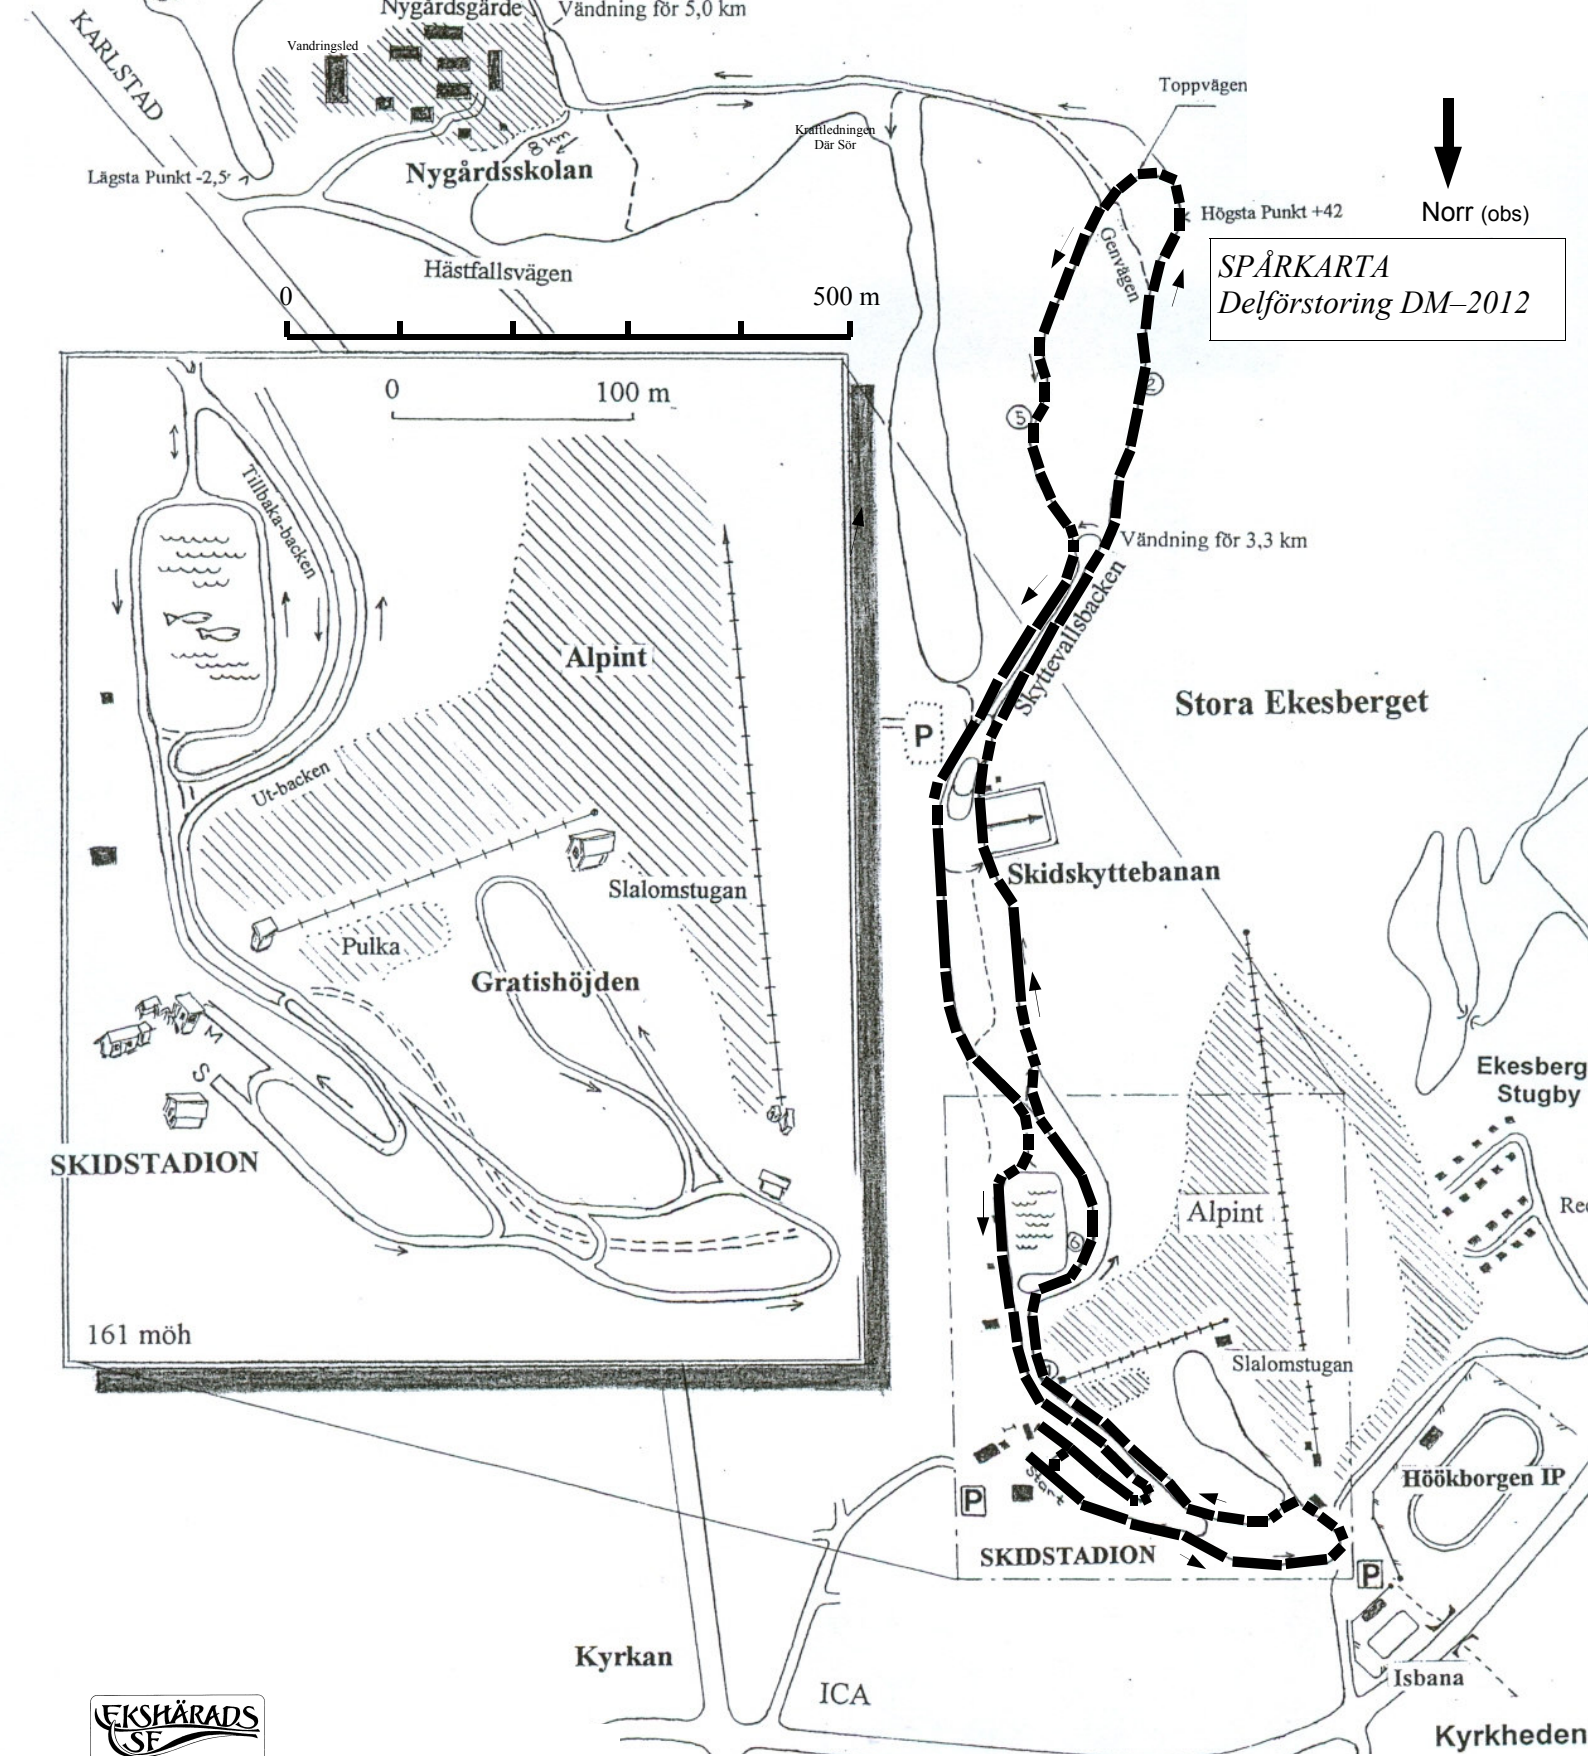 Nygårdsgärde
Vändning för 5,0 km
KARLSTAD
Vandringsled
Toppvägen
Kraftledningen
Där Sör
8 km
Nygårdsskolan
Lägsta Punkt -2,5
Högsta Punkt +42
Norr (obs)
Genvägen
SPÅRKARTA
Delförstoring DM–2012
Hästfallsvägen
0
500 m
0
100 m
2
5
Tillbaka-backen
Vändning för 3,3 km
Skyttevallsbacken
Alpint
Stora Ekesberget
P
Ut-backen
Skidskyttebanan
Slalomstugan
Pulka
Gratishöjden
M
S
Ekesberg
Stugby
SKIDSTADION
Alpint
6
161 möh
Slalomstugan
Start
P
Höökborgen IP
SKIDSTADION
P
Kyrkan
ICA
Isbana
EKSHÄRADS
SF
Kyrkheden